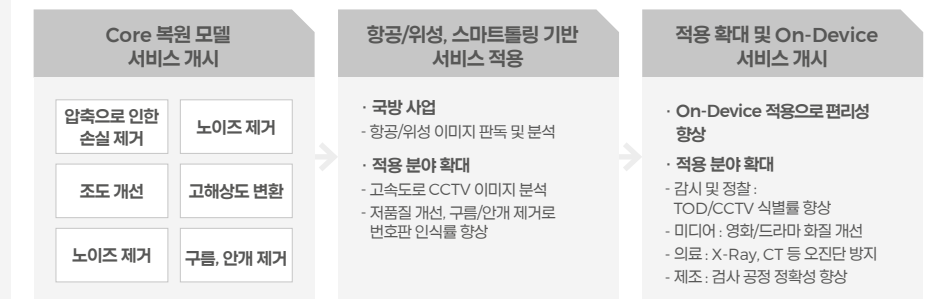 Core 복원 모델
서비스 개시
압축으로 인한
손실 제거
노이즈 제거
조도 개선
고해상도 변환
노이즈 제거
구름, 안개 제거
항공/위성, 스마트톨링 기반
서비스 적용
· 국방 사업
- 항공/위성 이미지 판독 및 분석
· 적용 분야 확대
- 고속도로 CCTV 이미지 분석
- 저품질 개선, 구름/안개 제거로
번호판 인식률 향상
적용 확대 및 On-Device
서비스 개시
· On-Device 적용으로 편리성
향상
· 적용 분야 확대
- 감시 및 정찰 :
TOD/CCTV 식별률 향상
- 미디어 : 영화/드라마 화질 개선
- 의료 : X-Ray, CT 등 오진단 방지
- 제조 : 검사 공정 정확성 향상